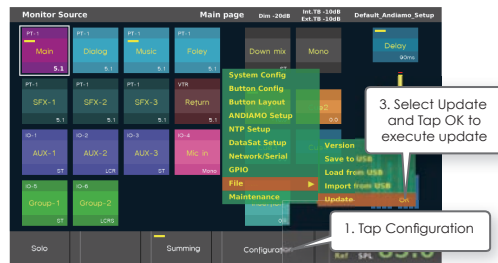 Monitor Source Main page Dim -20dB Int.TB -10dB Ext.TB -10dB Default_Andiamo_Setup
PT-1 Main 5.1
PT-1 Dialog 5.1
PT-1 Music 5.1
PT-1 Foley 5.1
Down mix ST
Mono
Delay 90ms
PT-1 SFX-1 5.1
PT-1 SFX-2 5.1
PT-1 SFX-3 5.1
VTR Return 5.1
0.0
IO-1 AUX-1 ST
IO-2 AUX-2 LCR
IO-3 AUX-3 ST
IO-4 Mic in Mono
IO-5 Group-1 ST
IO-6 Group-2 LCRS
System Config
Button Config
Button Layout
ANDIAMO Setup
NTP Setup
DataSat Setup
Network/Serial
GPIO
File
Maintenance
Version
Save to USB
Load from USB
Import from USB
Update On
3. Select Update
and Tap OK to
execute update
1. Tap Configuration
Solo Summing Configuration
Ref SPL 85.0